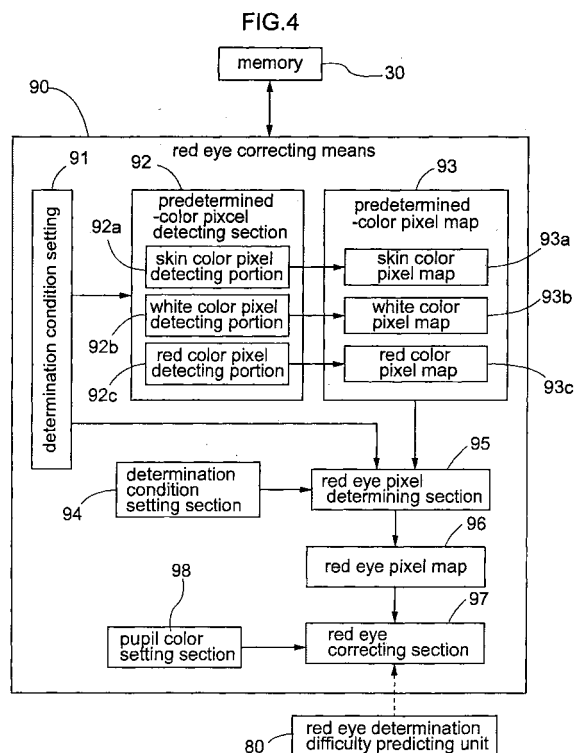 FIG.4
memory
30
90
red eye correcting means
91
92
93
determination condition setting
predetermined
-color pixcel
detecting section
predetermined
-color pixel map
92a
skin color pixel
detecting portion
skin color
pixel map
93a
white color pixel
detecting portion
white color
pixel map
93b
92b
red color pixel
detecting portion
red color
pixel map
92c
93c
95
determination
condition
setting section
94
red eye pixel
determining section
96
red eye pixel map
98
97
pupil color
setting section
red eye
correcting section
80
red eye determination
difficulty predicting unit